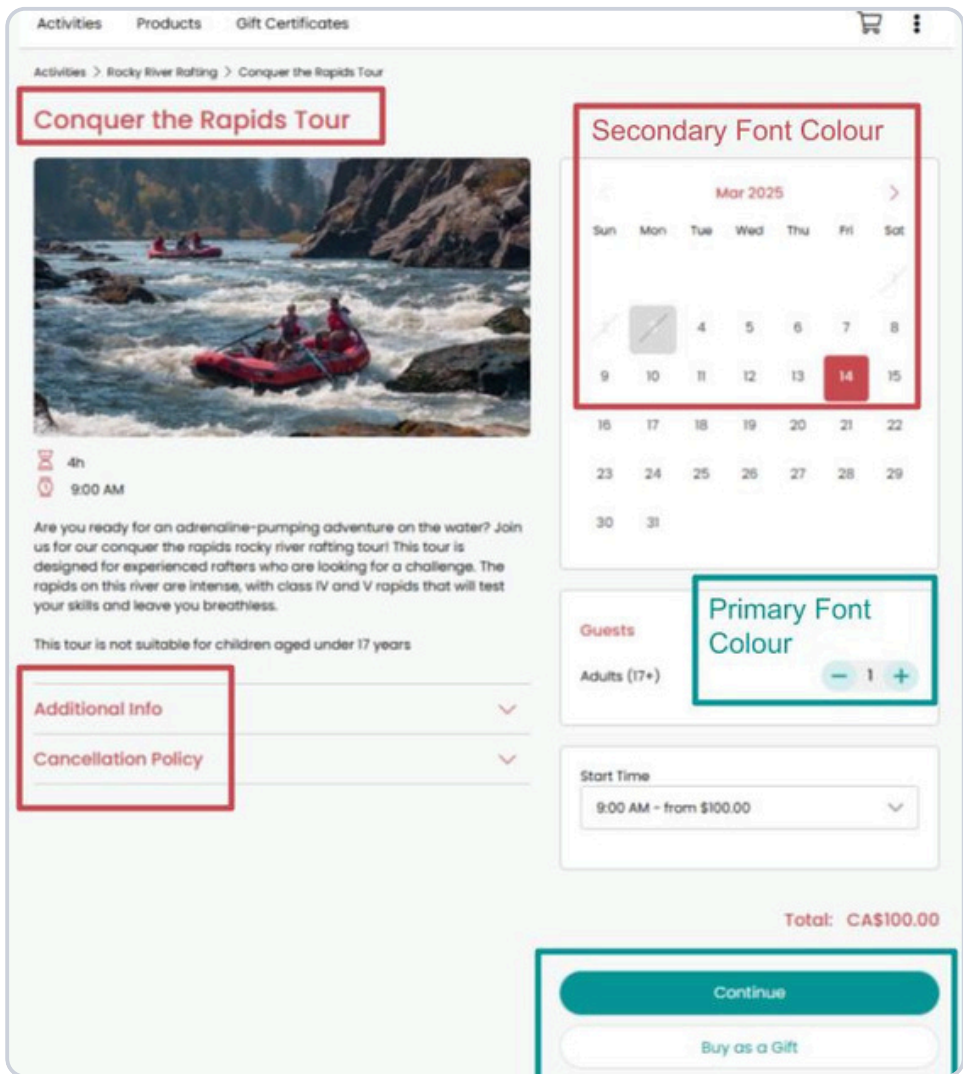 Activities Products Gift Certificates
Activities > Rocky River Rafting > Conquer the Rapids Tour
Conquer the Rapids Tour
4h
9:00 AM
Are you ready for an adrenaline-pumping adventure on the water? Join
us for our conquer the rapids rocky river rafting tour! This tour is
designed for experienced rafters who are looking for a challenge. The
rapids on this river are intense, with class IV and V rapids that will test
your skills and leave you breathless.
This tour is not suitable for children aged under 17 years
Additional Info
Cancellation Policy
Secondary Font Colour
Mar 2025
Sun Mon Tue Wed Thu Fri Sat
4 5 6 7 8
9 10 11 12 13 14 15
16 17 18 19 20 21 22
23 24 25 26 27 28 29
30 31
Primary Font
Colour
Guests
Adults (17+) − 1 +
Start Time
9:00 AM - from $100.00
Total: CA$100.00
Continue
Buy as a Gift